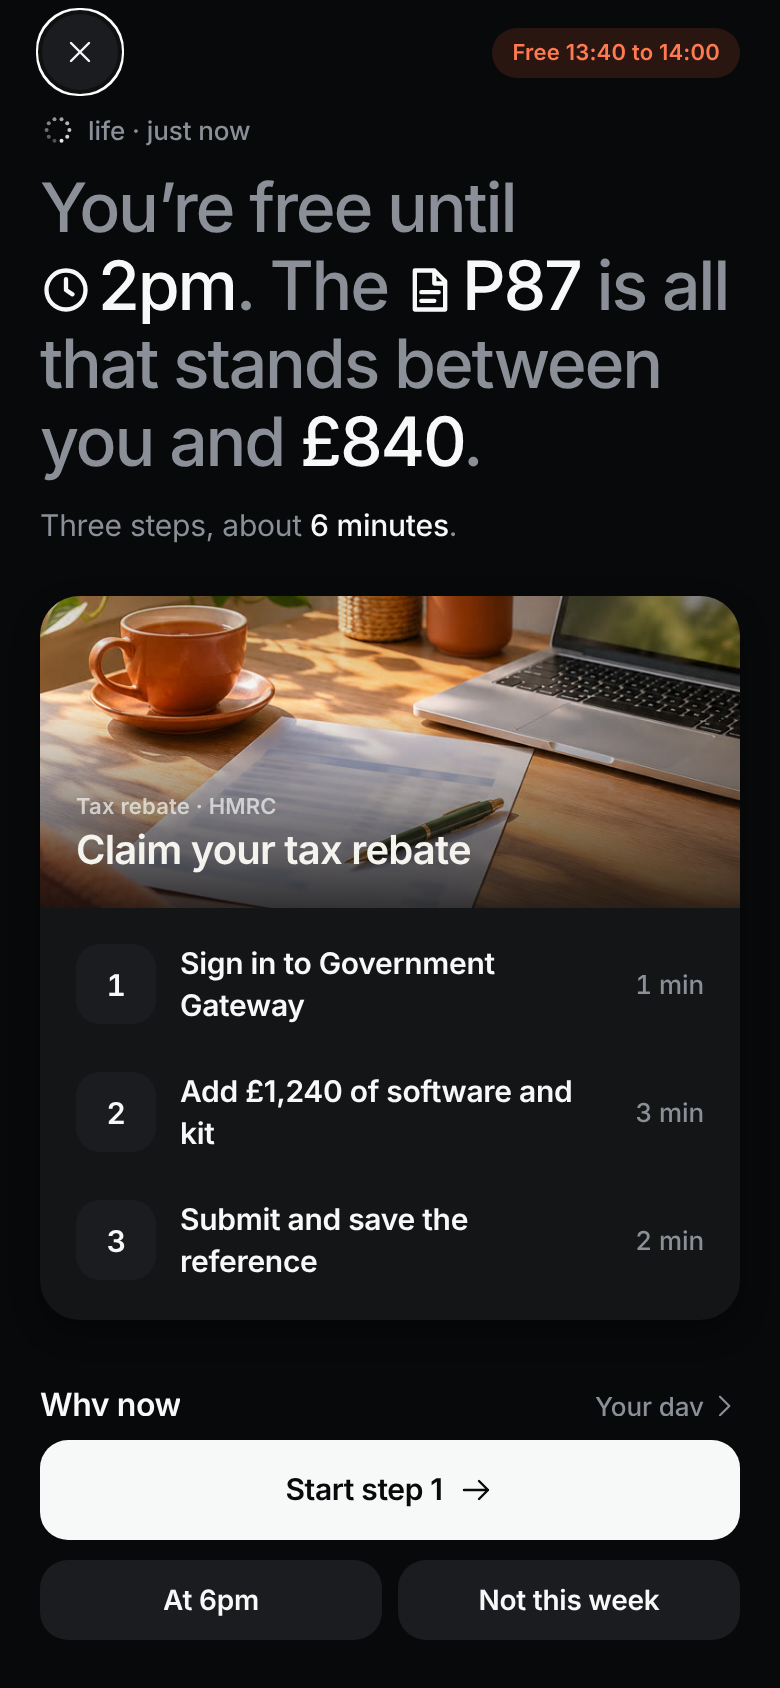 Free 13:40 to 14:00
life · just now
You’re free until
2pm. The P87 is all
that stands between
you and £840.
Three steps, about 6 minutes.
Tax rebate · HMRC
Claim your tax rebate
1 Sign in to Government Gateway 1 min
2 Add £1,240 of software and kit 3 min
3 Submit and save the reference 2 min
Why now Your day
Start step 1
At 6pm Not this week